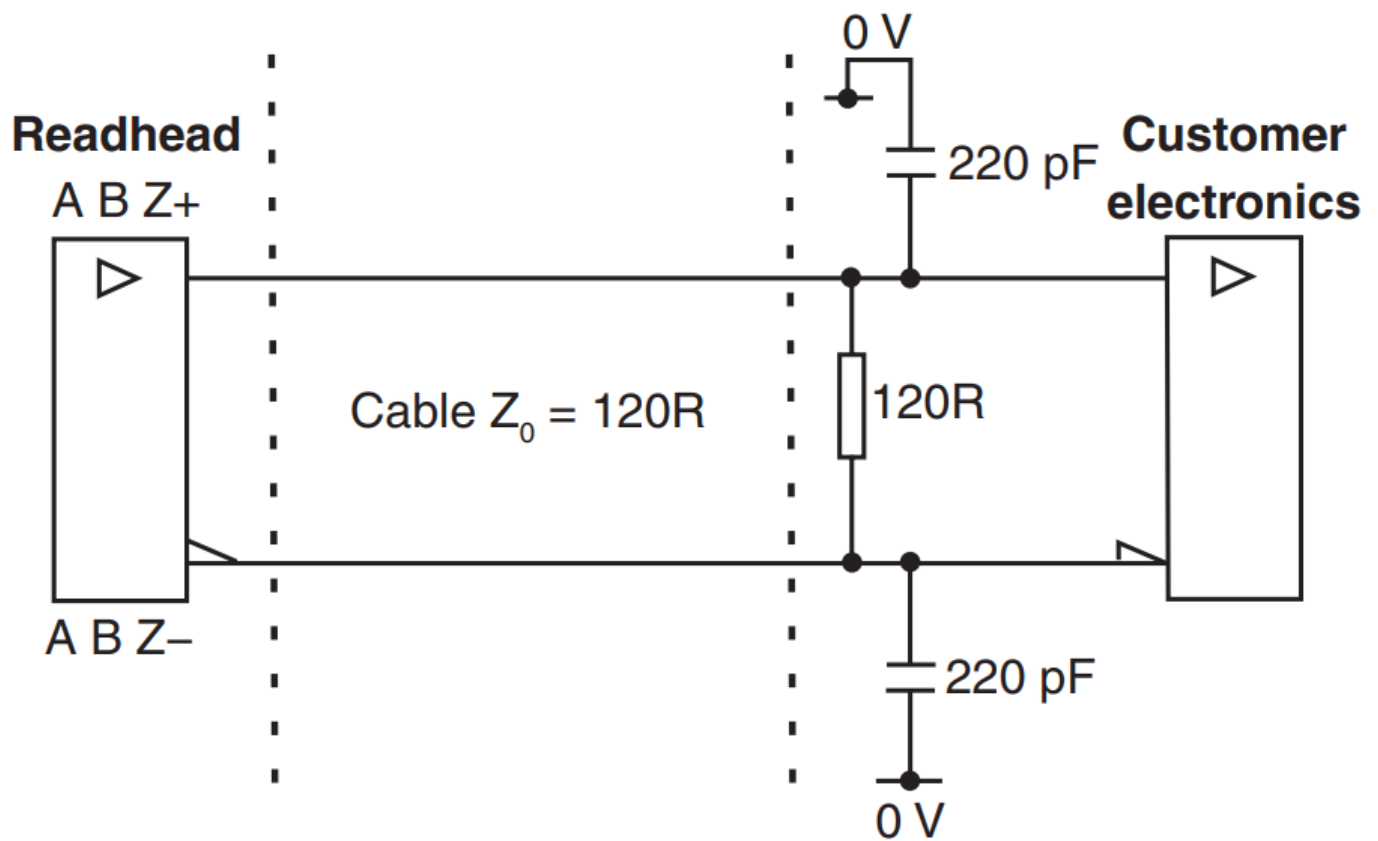 0 V
Readhead
A B Z+
220 pF
Customer
electronics
Cable Z₀ = 120R
120R
A B Z–
220 pF
0 V